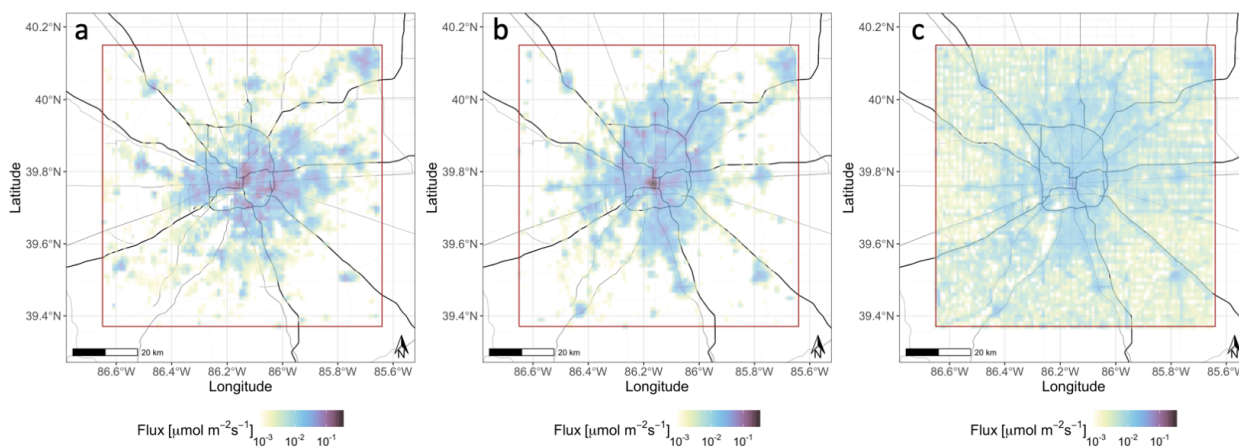 a
b
c
40.2°N
40°N
39.8°N
39.6°N
39.4°N
Latitude
86.6°W 86.4°W 86.2°W 86°W 85.8°W 85.6°W
Longitude
20 km
N
Flux [μmol m⁻²s⁻¹]
10⁻³ 10⁻² 10⁻¹
40.2°N
40°N
39.8°N
39.6°N
39.4°N
Latitude
86.6°W 86.4°W 86.2°W 86°W 85.8°W 85.6°W
Longitude
20 km
N
Flux [μmol m⁻²s⁻¹]
10⁻³ 10⁻² 10⁻¹
40.2°N
40°N
39.8°N
39.6°N
39.4°N
Latitude
86.6°W 86.4°W 86.2°W 86°W 85.8°W 85.6°W
Longitude
20 km
N
Flux [μmol m⁻²s⁻¹]
10⁻³ 10⁻² 10⁻¹